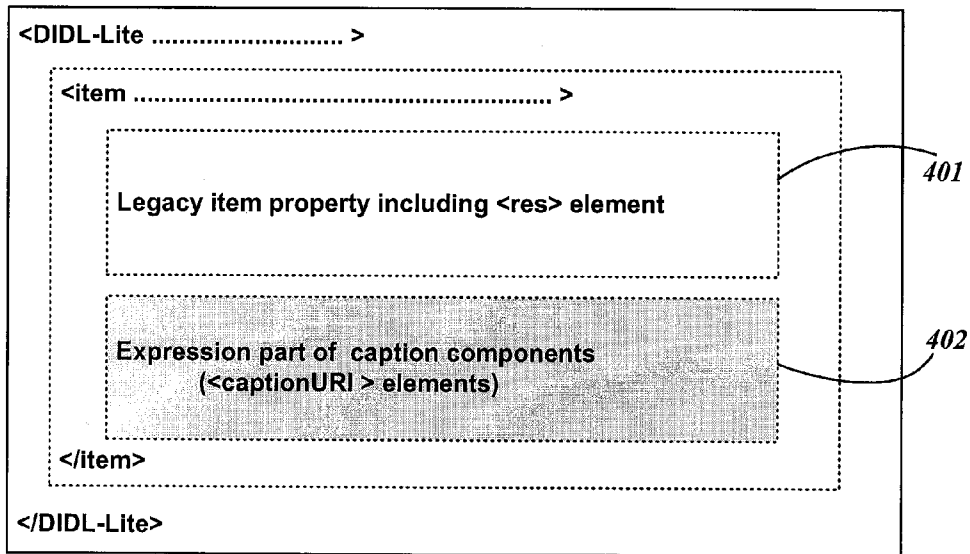 <DIDL-Lite ............................ >
<item ............................................................. >
Legacy item property including <res> element
401
Expression part of caption components
(<captionURI > elements)
402
</item>
</DIDL-Lite>